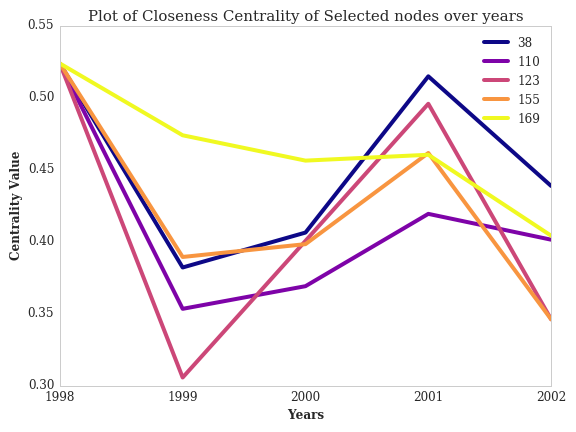 Plot of Closeness Centrality of Selected nodes over years
0.55
0.50
0.45
0.40
0.35
0.30
Centrality Value
38
110
123
155
169
1998 1999 2000 2001 2002
Years